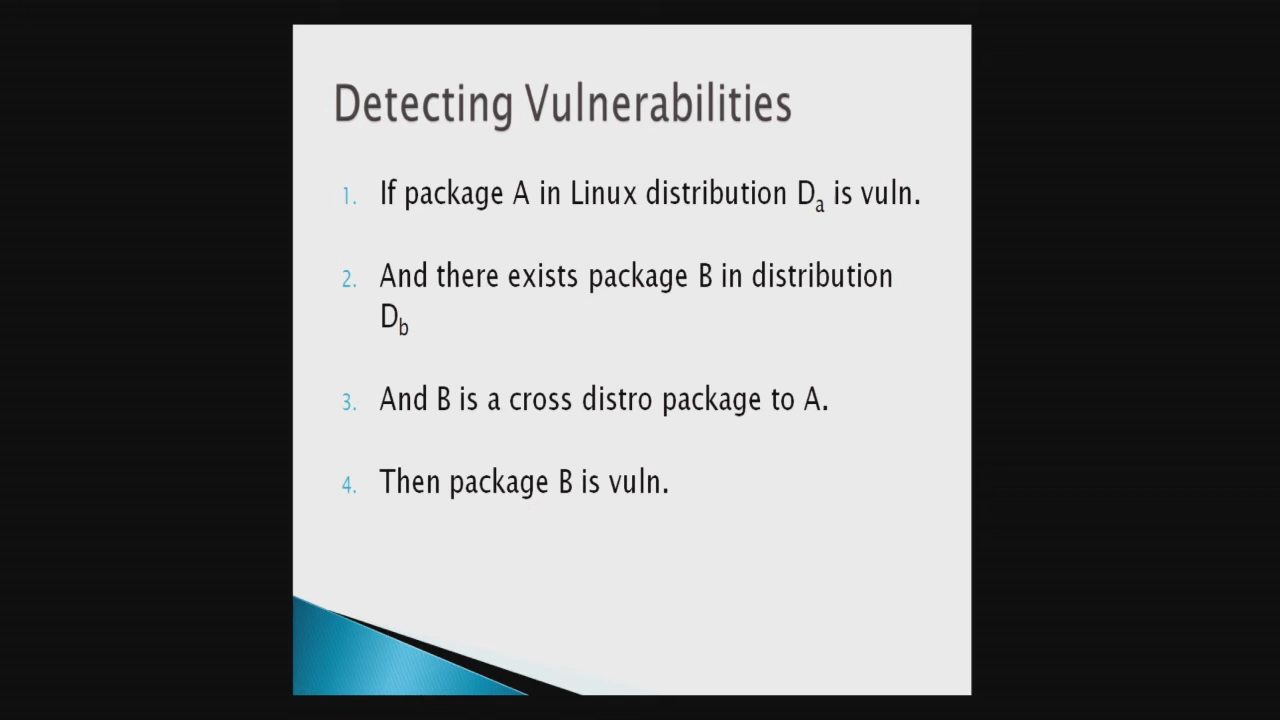 Detecting Vulnerabilities
1. If package A in Linux distribution Da is vuln.
2. And there exists package B in distribution
Db
3. And B is a cross distro package to A.
4. Then package B is vuln.